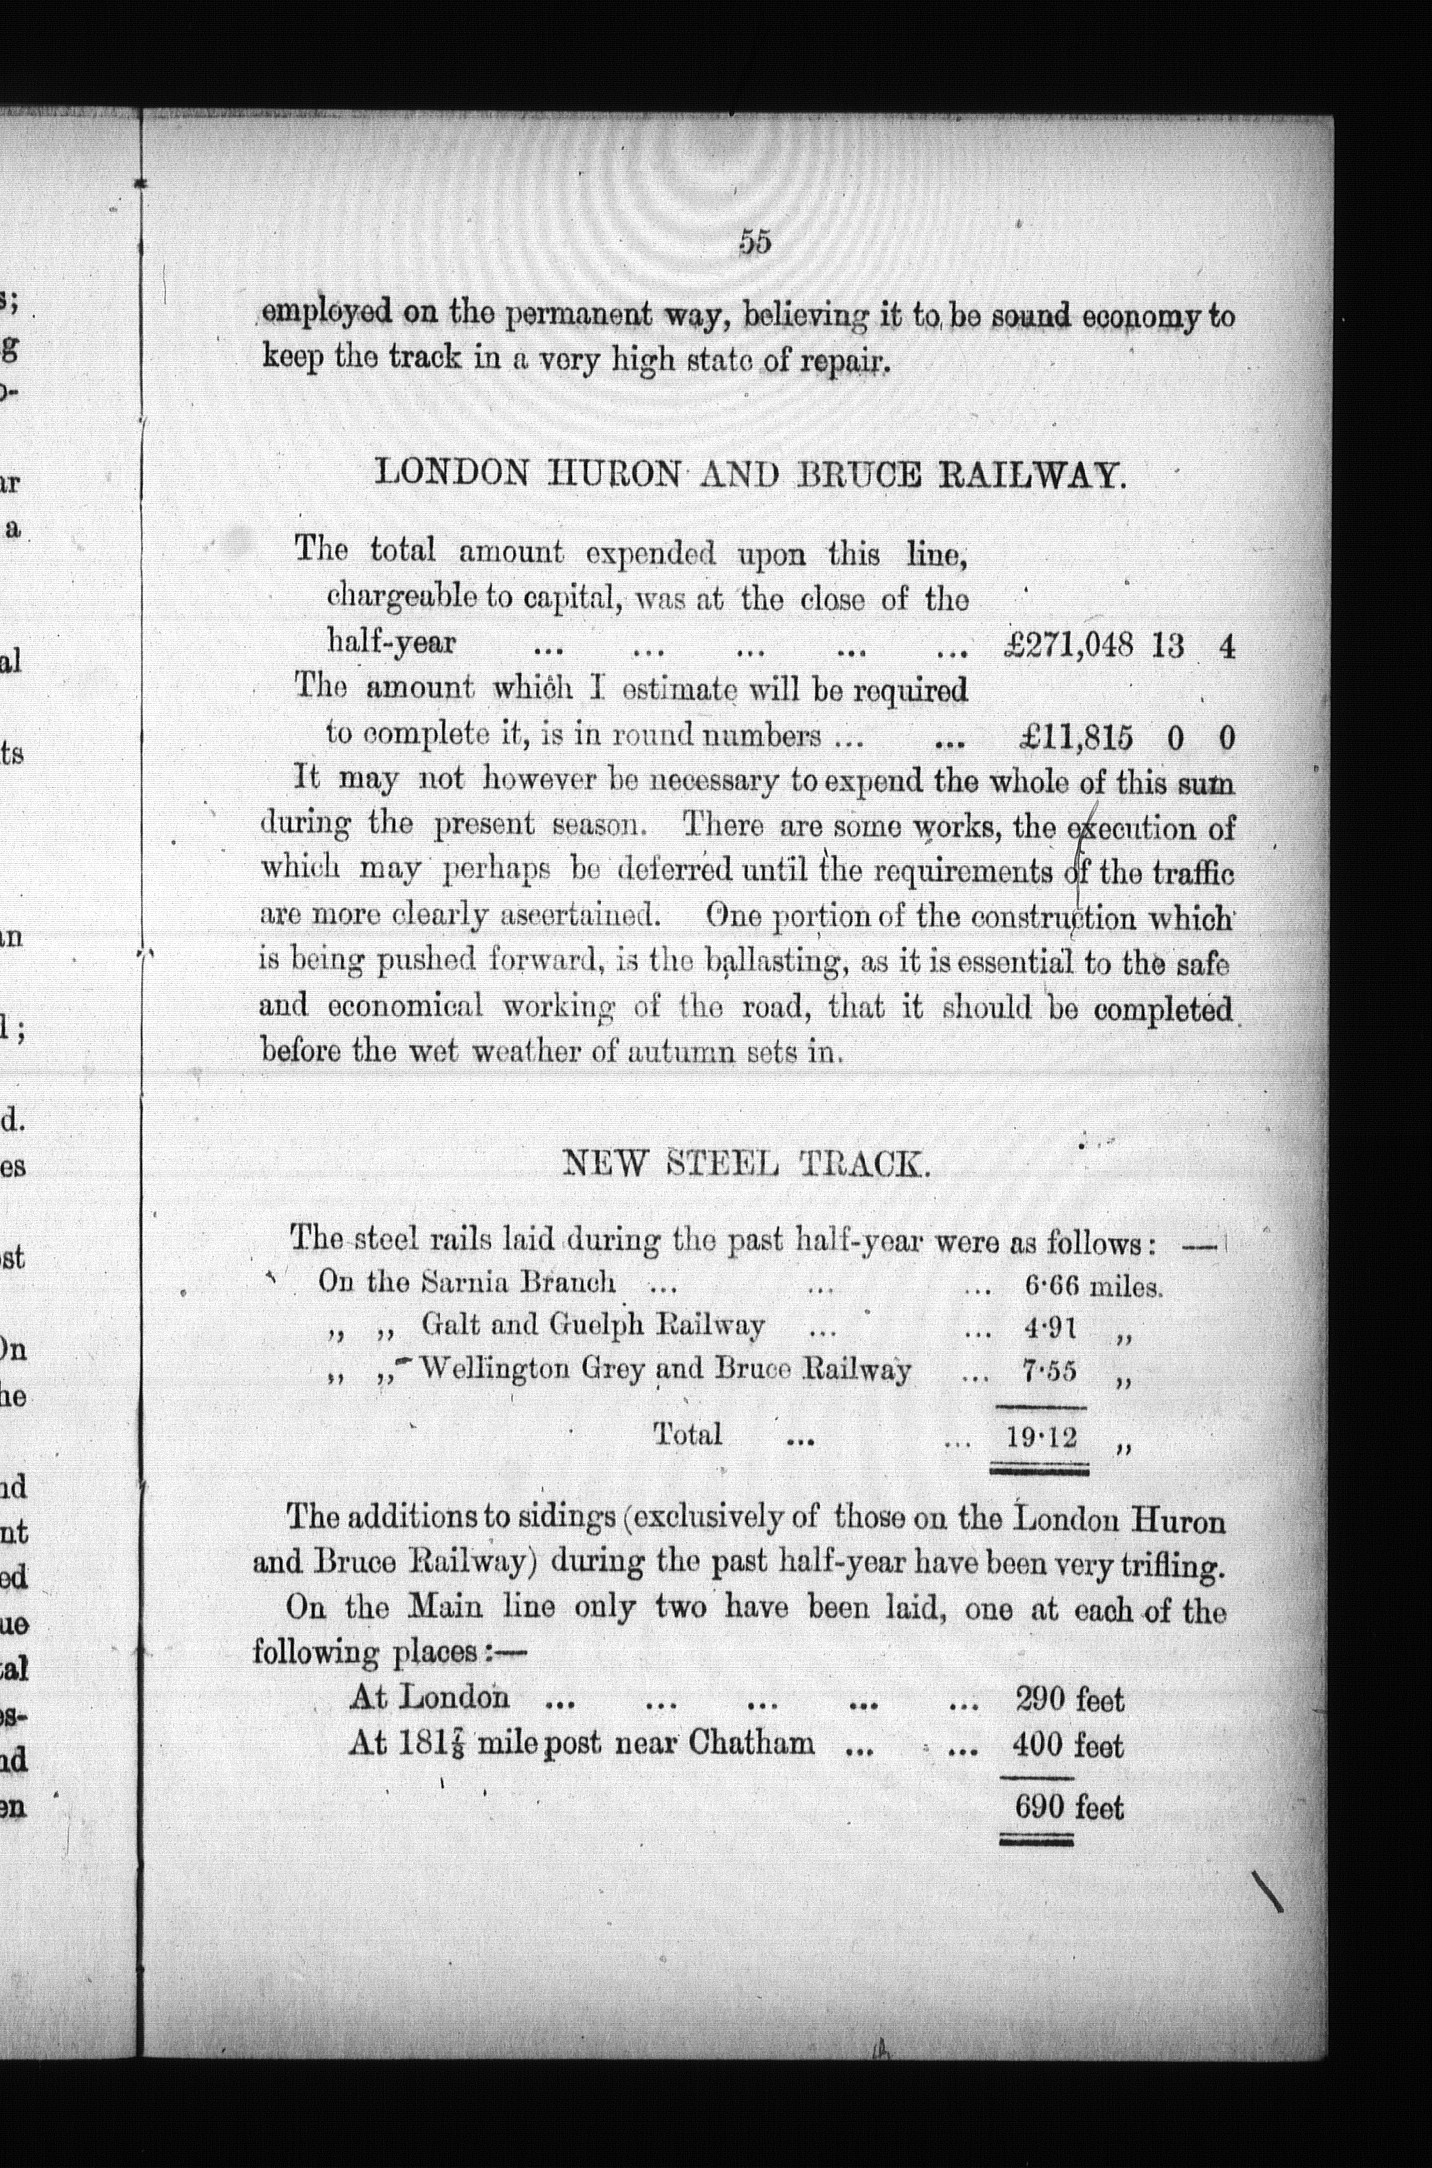 55
employed on the permanent way, believing it to be sound economy to
keep the track in a very high state of repair.
LONDON HURON AND BRUCE RAILWAY.
The total amount expended upon this line,
chargeable to capital, was at the close of the
half-year ... ... ... ... ... £271,048 13 4
The amount which I estimate will be required
to complete it, is in round numbers ... ... £11,815 0 0
It may not however be necessary to expend the whole of this sum
during the present season. There are some works, the execution of
which may perhaps be deferred until the requirements of the traffic
are more clearly ascertained. One portion of the construction which
is being pushed forward, is the ballasting, as it is essential to the safe
and economical working of the road, that it should be completed
before the wet weather of autumn sets in.
NEW STEEL TRACK.
The steel rails laid during the past half-year were as follows: —
On the Sarnia Branch ... ... ... 6·66 miles.
„ „ Galt and Guelph Railway ... ... 4·91 „
„ „ Wellington Grey and Bruce Railway ... 7·55 „
Total ... ... 19·12 „
The additions to sidings (exclusively of those on the London Huron
and Bruce Railway) during the past half-year have been very trifling.
On the Main line only two have been laid, one at each of the
following places:—
At London ... ... ... ... ... 290 feet
At 181⅞ mile post near Chatham ... ... 400 feet
690 feet